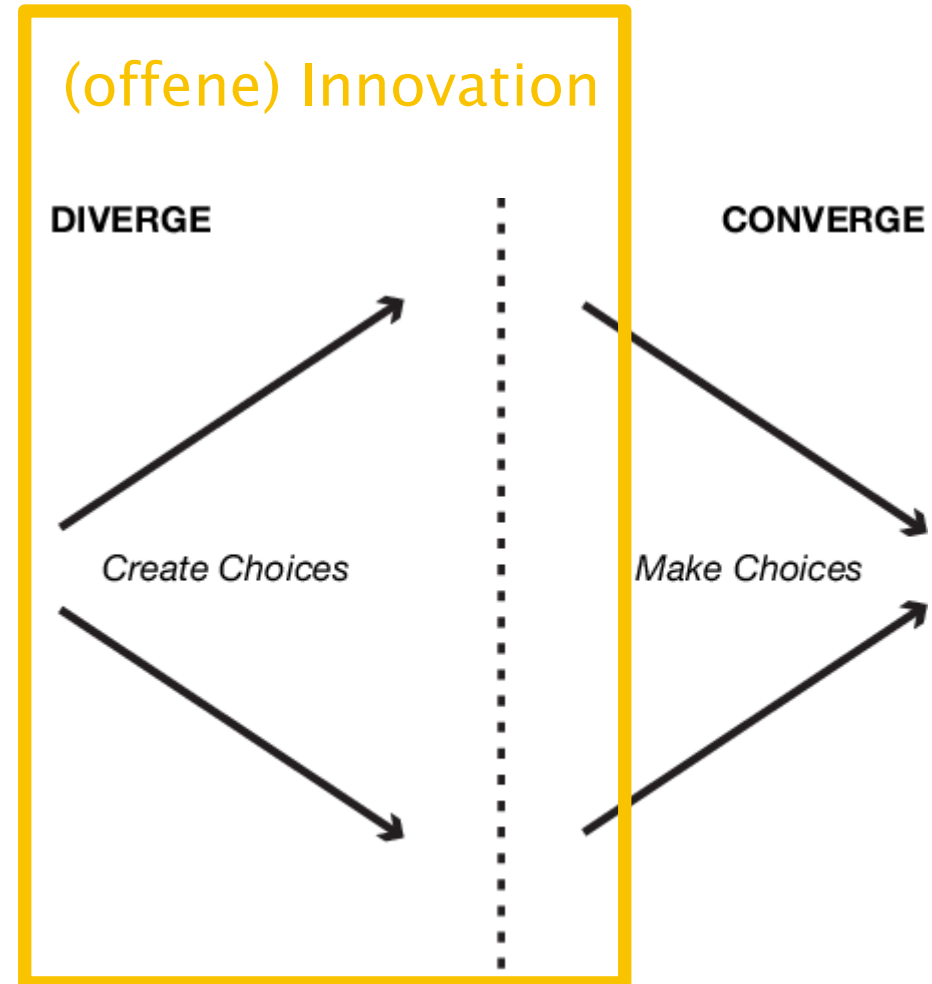 (offene) Innovation
DIVERGE
CONVERGE
Create Choices
Make Choices